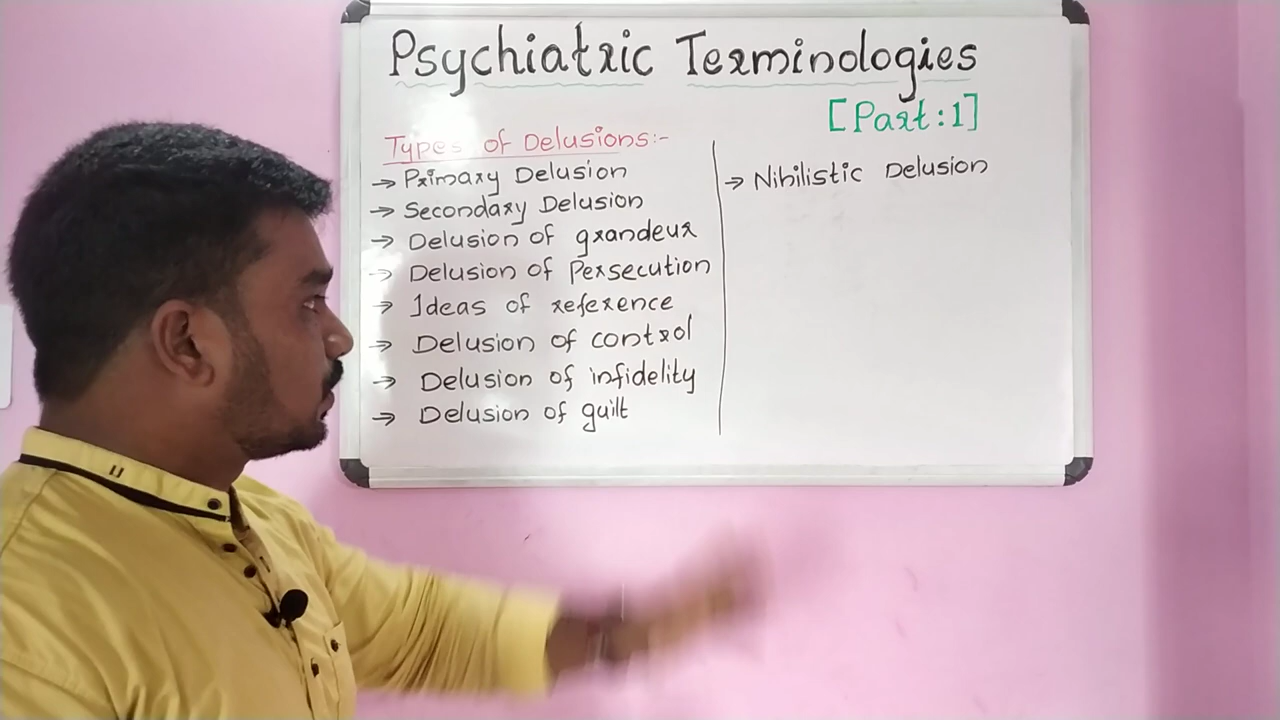 Psychiatric Terminologies
[Part:1]
Types of Delusions:-
→ Primary Delusion
→ Secondary Delusion
→ Delusion of grandeur
→ Delusion of Persecution
→ Ideas of reference
→ Delusion of control
→ Delusion of infidelity
→ Delusion of guilt
→ Nihilistic Delusion